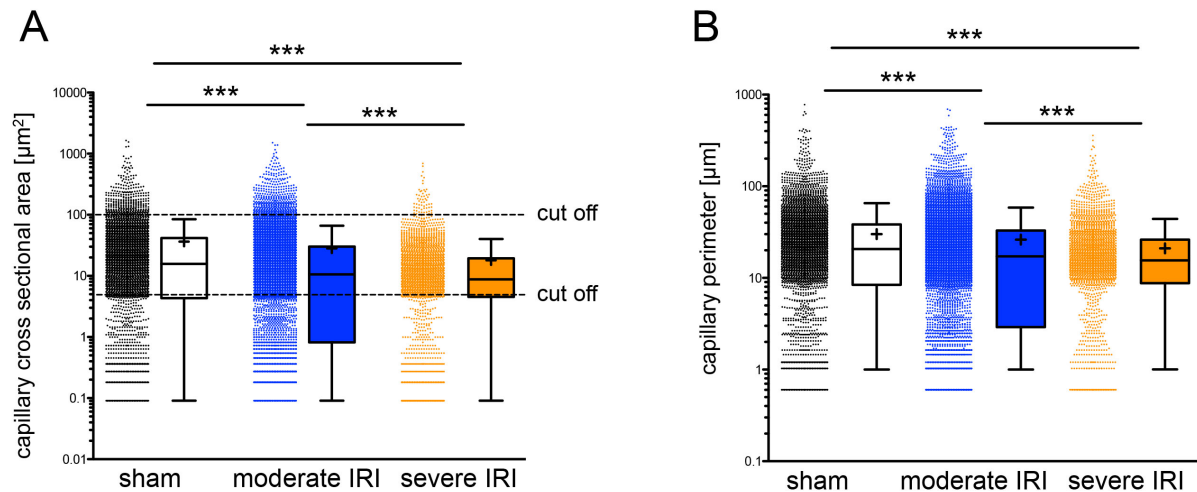 A
***
***
***
capillary cross sectional area [µm²]
10000
1000
100
10
1
0.1
0.01
cut off
cut off
sham
moderate IRI
severe IRI
B
***
***
***
capillary perimeter [µm]
1000
100
10
1
0.1
sham
moderate IRI
severe IRI